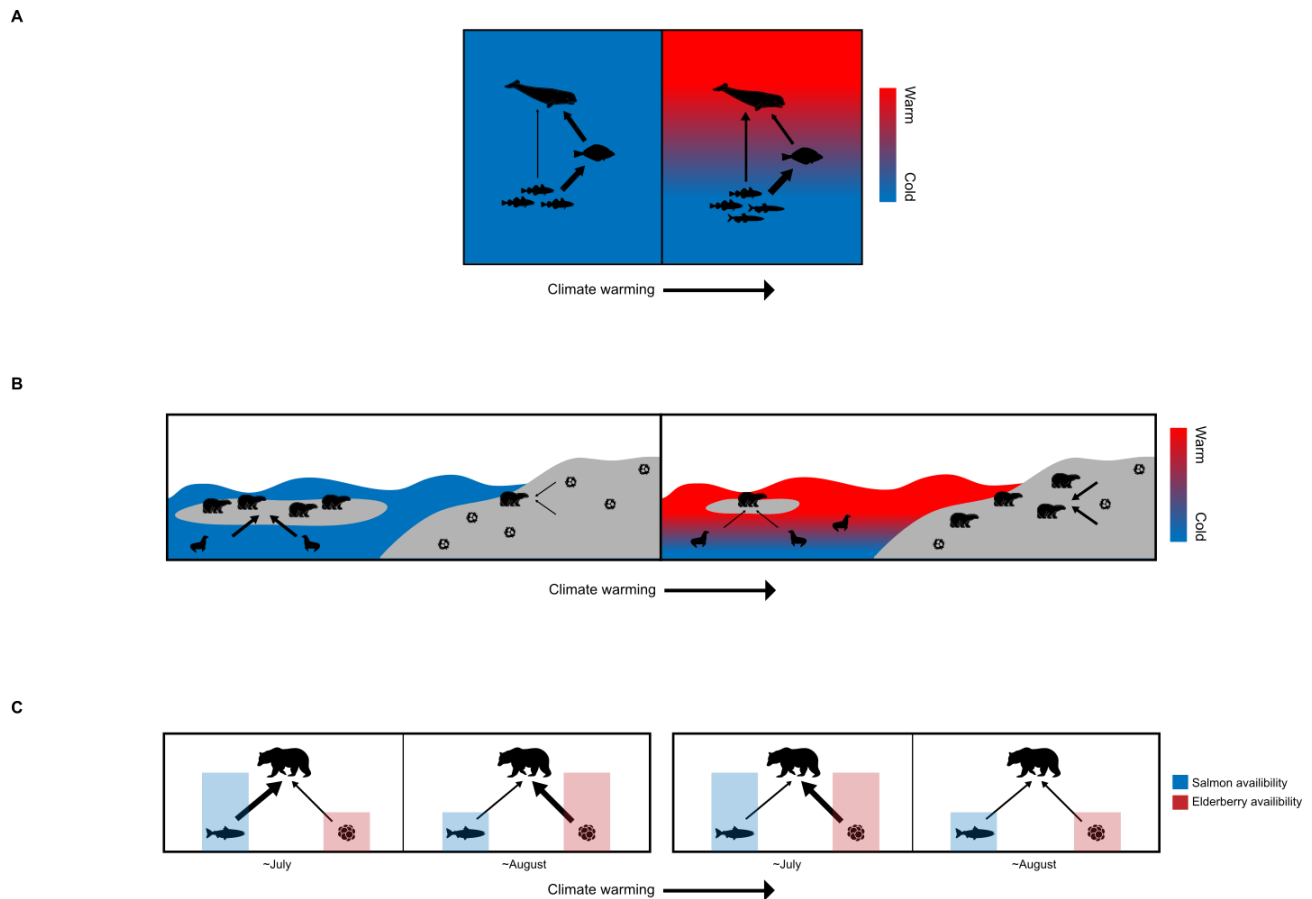 A
Warm
Cold
Climate warming
B
Warm
Cold
Climate warming
C
Salmon availibility
Elderberry availibility
~July
~August
~July
~August
Climate warming